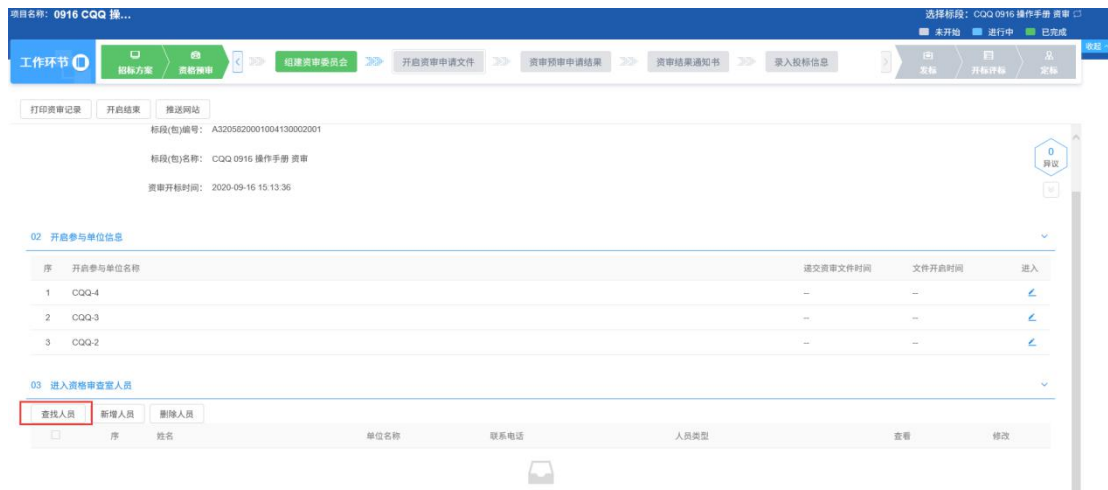 项目名称：0916 CQQ 操... 选择标段：CQQ 0916 操作手册 资审
未开始 进行中 已完成
收起
工作环节 招标方案 资格预审 组建资审委员会 开启资审申请文件 资审预审申请结果 资审结果通知书 录入投标信息 发标 开标评标 定标
打印资审记录 开启结束 推送网站
标段(包)编号： A3205820001004130002001
标段(包)名称： CQQ 0916 操作手册 资审
0
异议
资审开标时间： 2020-09-16 15:13:36
02 开启参与单位信息
序 开启参与单位名称 递交资审文件时间 文件开启时间 进入
1 CQQ-4 -- --
2 CQQ-3 -- --
3 CQQ-2 -- --
03 进入资格审查室人员
查找人员 新增人员 删除人员
序 姓名 单位名称 联系电话 人员类型 查看 修改